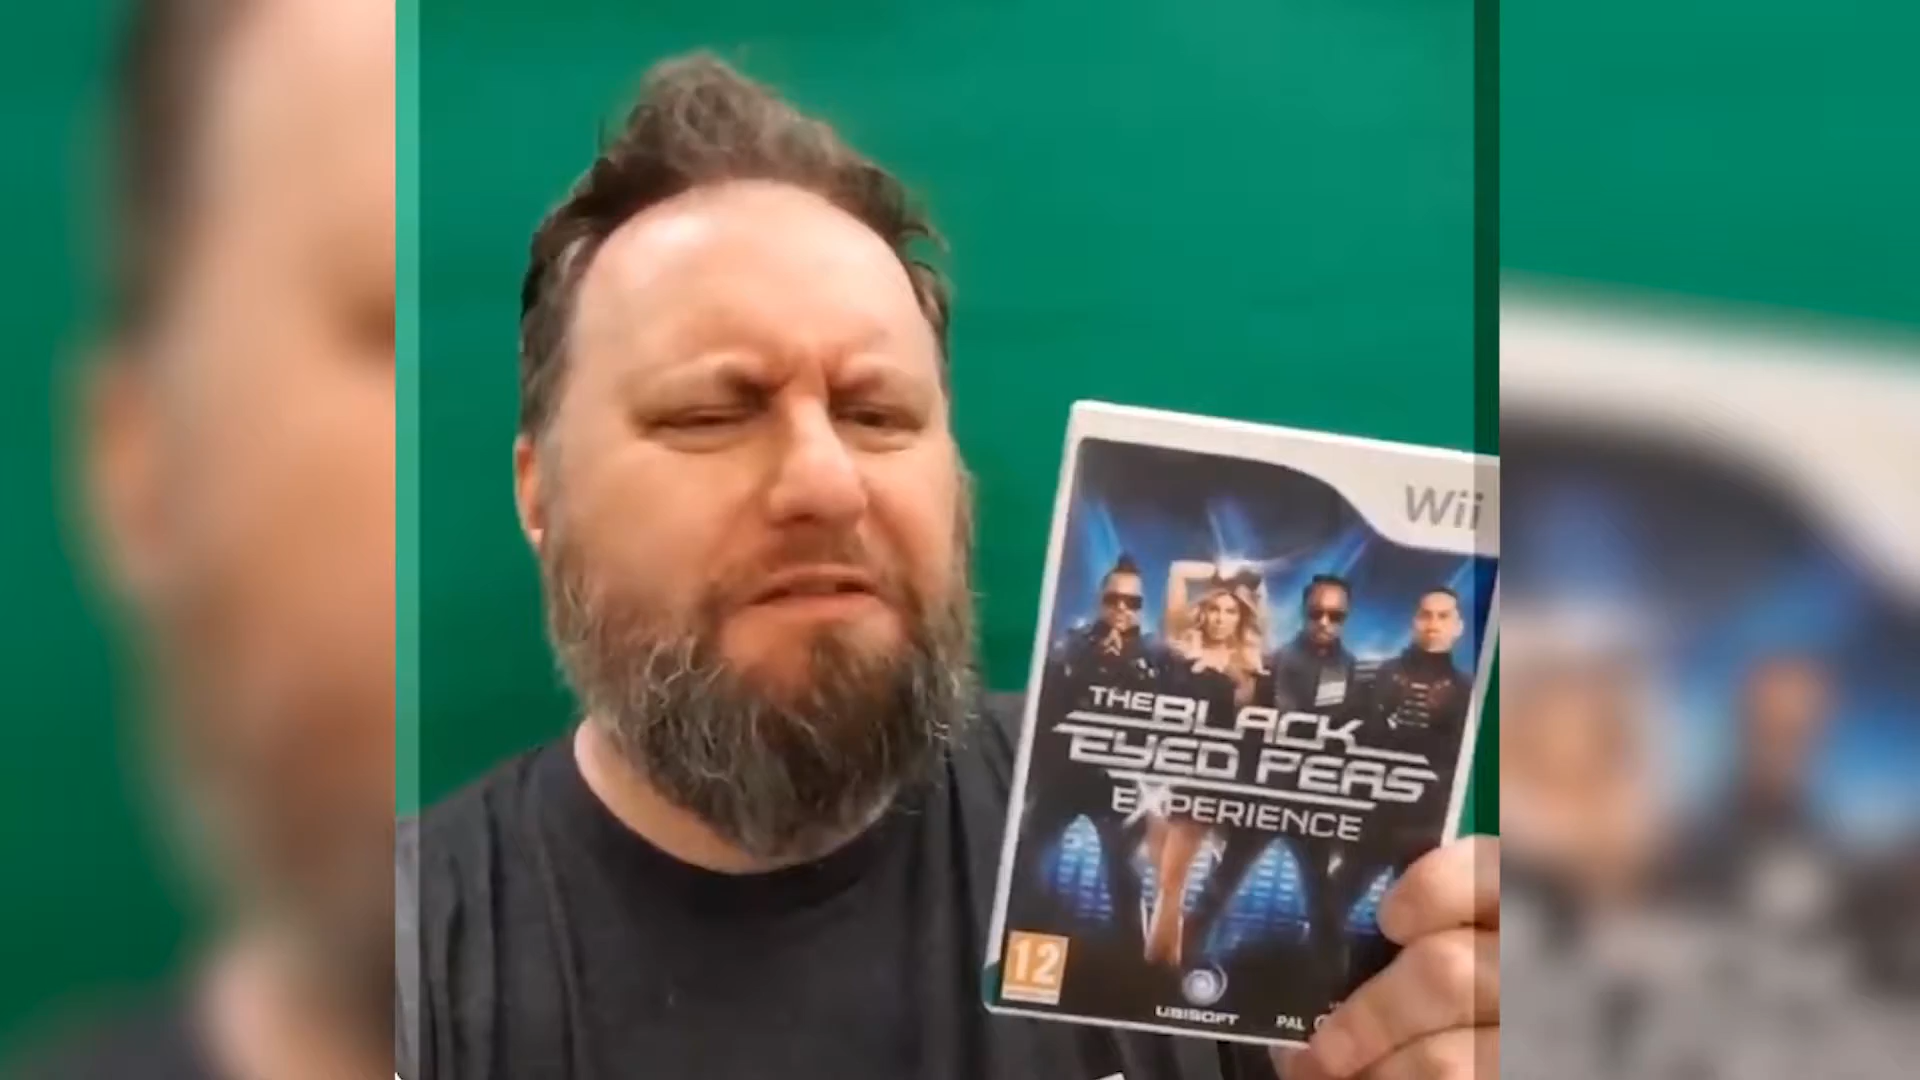 Wii
THE BLACK
EYED PEAS
EXPERIENCE
12
UBISOFT
PAL